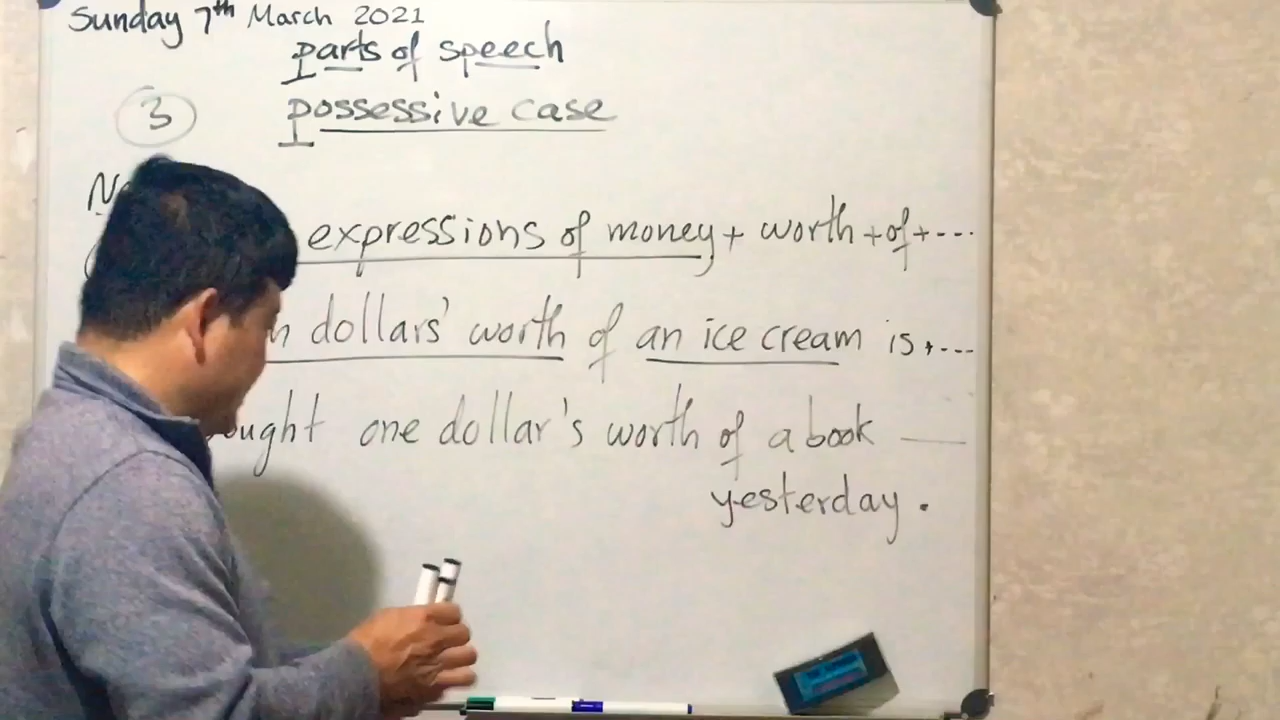 Sunday 7th March 2021
parts of speech
3
possessive case
expressions of money + worth + of + ---
dollars' worth of an ice cream is, ---
one dollar's worth of a book
yesterday.